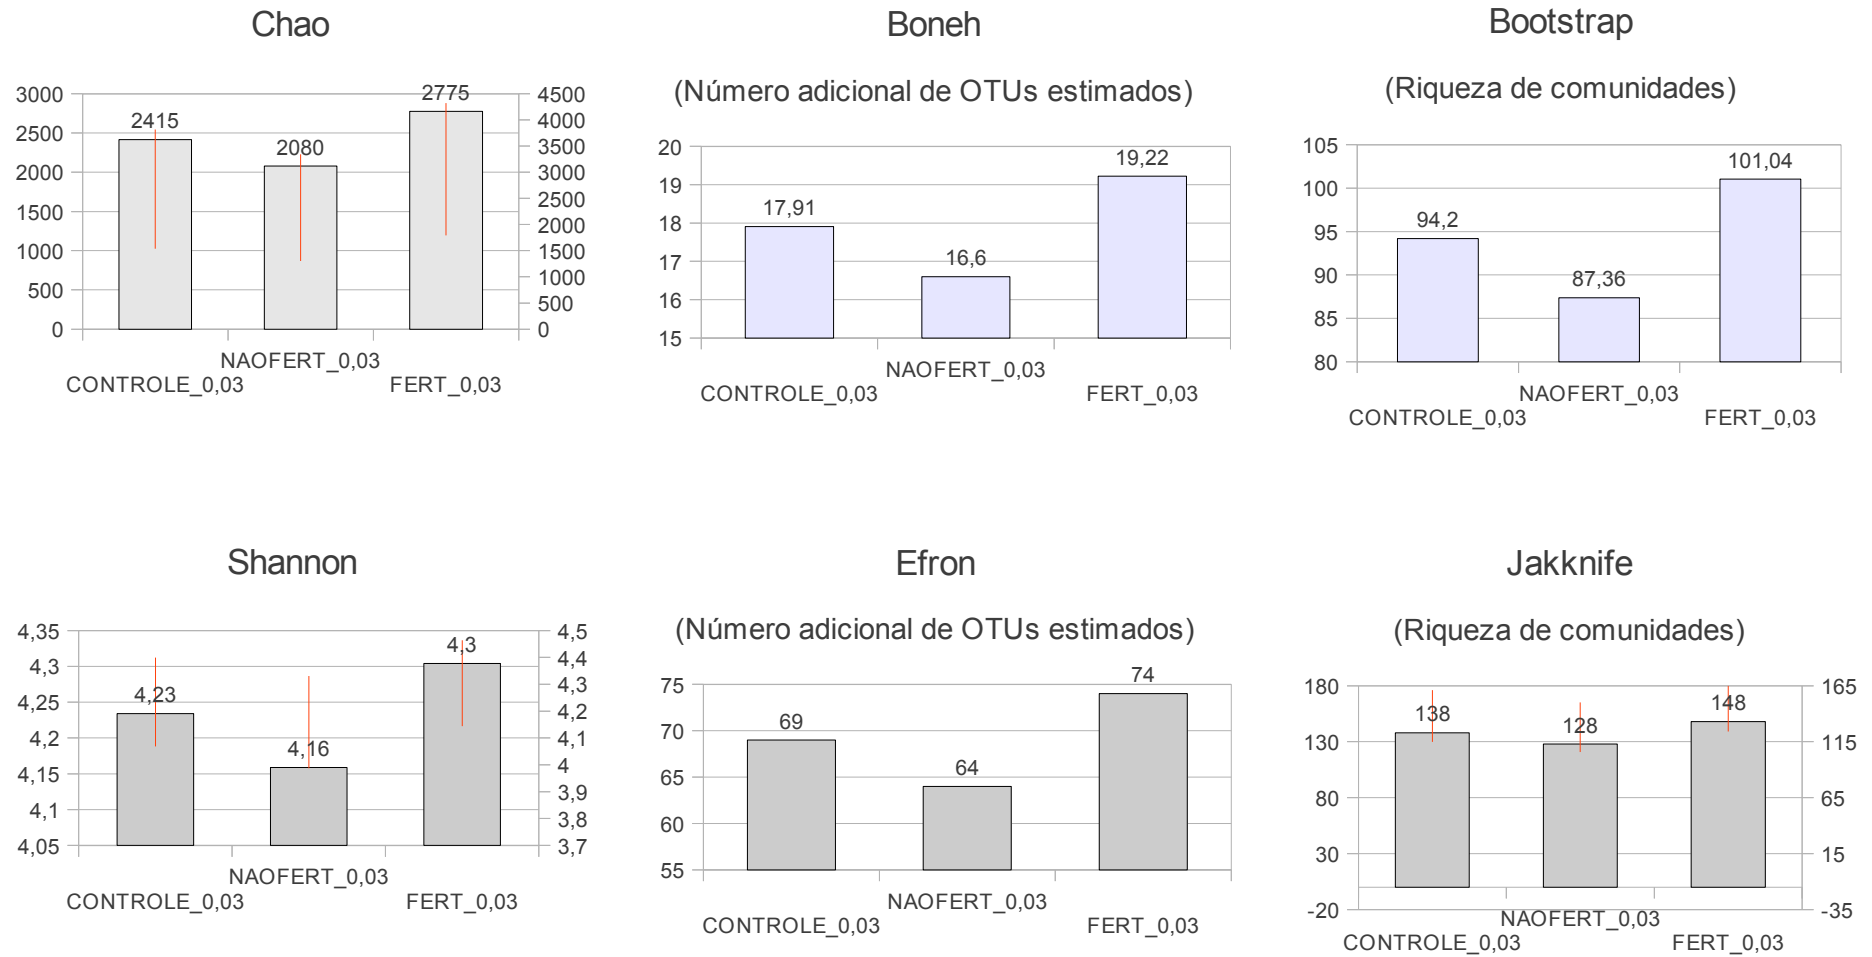 Chao
3000
2500
2000
1500
1000
500
0
2415
2080
2775
4500
4000
3500
3000
2500
2000
1500
1000
500
0
NAOFERT_0,03
CONTROLE_0,03
FERT_0,03
Boneh
(Número adicional de OTUs estimados)
20
19
18
17
16
15
17,91
16,6
19,22
NAOFERT_0,03
CONTROLE_0,03
FERT_0,03
Bootstrap
(Riqueza de comunidades)
105
100
95
90
85
80
94,2
87,36
101,04
NAOFERT_0,03
CONTROLE_0,03
FERT_0,03
Shannon
4,35
4,3
4,25
4,2
4,15
4,1
4,05
4,23
4,16
4,3
4,5
4,4
4,3
4,2
4,1
4
3,9
3,8
3,7
NAOFERT_0,03
CONTROLE_0,03
FERT_0,03
Efron
(Número adicional de OTUs estimados)
75
70
65
60
55
69
64
74
NAOFERT_0,03
CONTROLE_0,03
FERT_0,03
Jakknife
(Riqueza de comunidades)
180
130
80
30
-20
138
128
148
165
115
65
15
-35
NAOFERT_0,03
CONTROLE_0,03
FERT_0,03